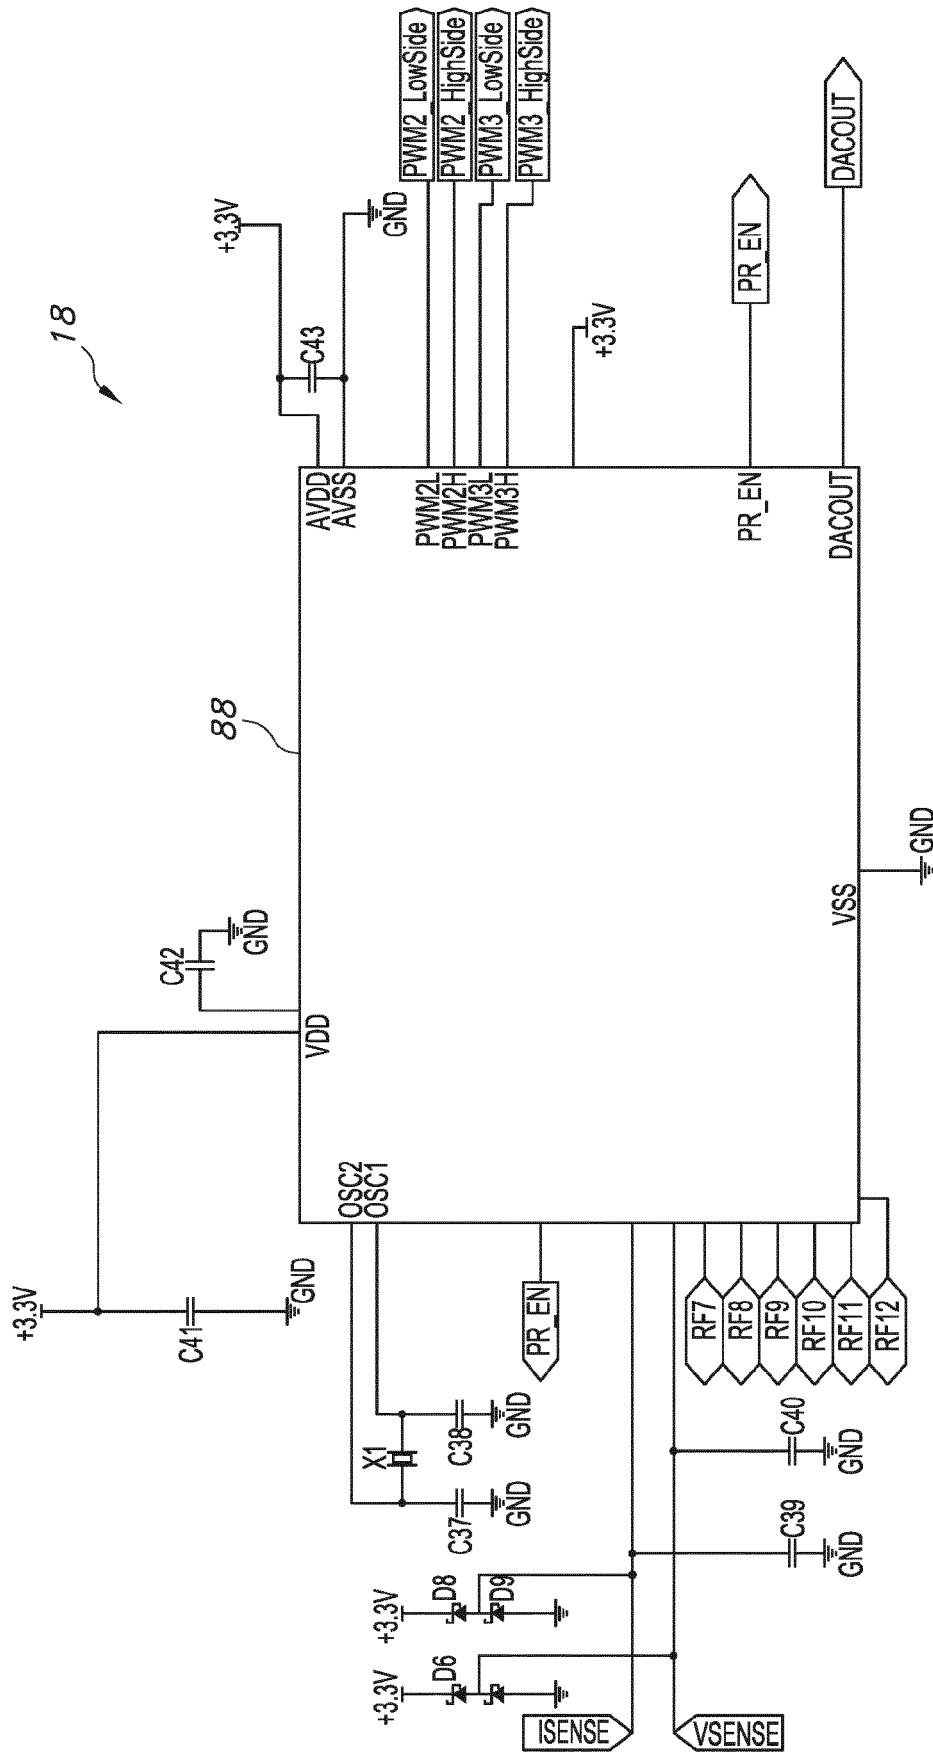 18
+3.3V
C43
GND
AVDD
AVSS
PWM2L
PWM2H
PWM3L
PWM3H
PWM2_LowSide
PWM2_HighSide
PWM3_LowSide
PWM3_HighSide
+3.3V
PR_EN
PR_EN
DACOUT
DACOUT
88
C42
GND
VDD
VSS
GND
+3.3V
C41
GND
OSC2
OSC1
X1
C38
GND
C37
GND
PR_EN
RF7
RF8
RF9
RF10
RF11
RF12
C40
GND
C39
GND
+3.3V
D8
D9
+3.3V
D6
ISENSE
VSENSE